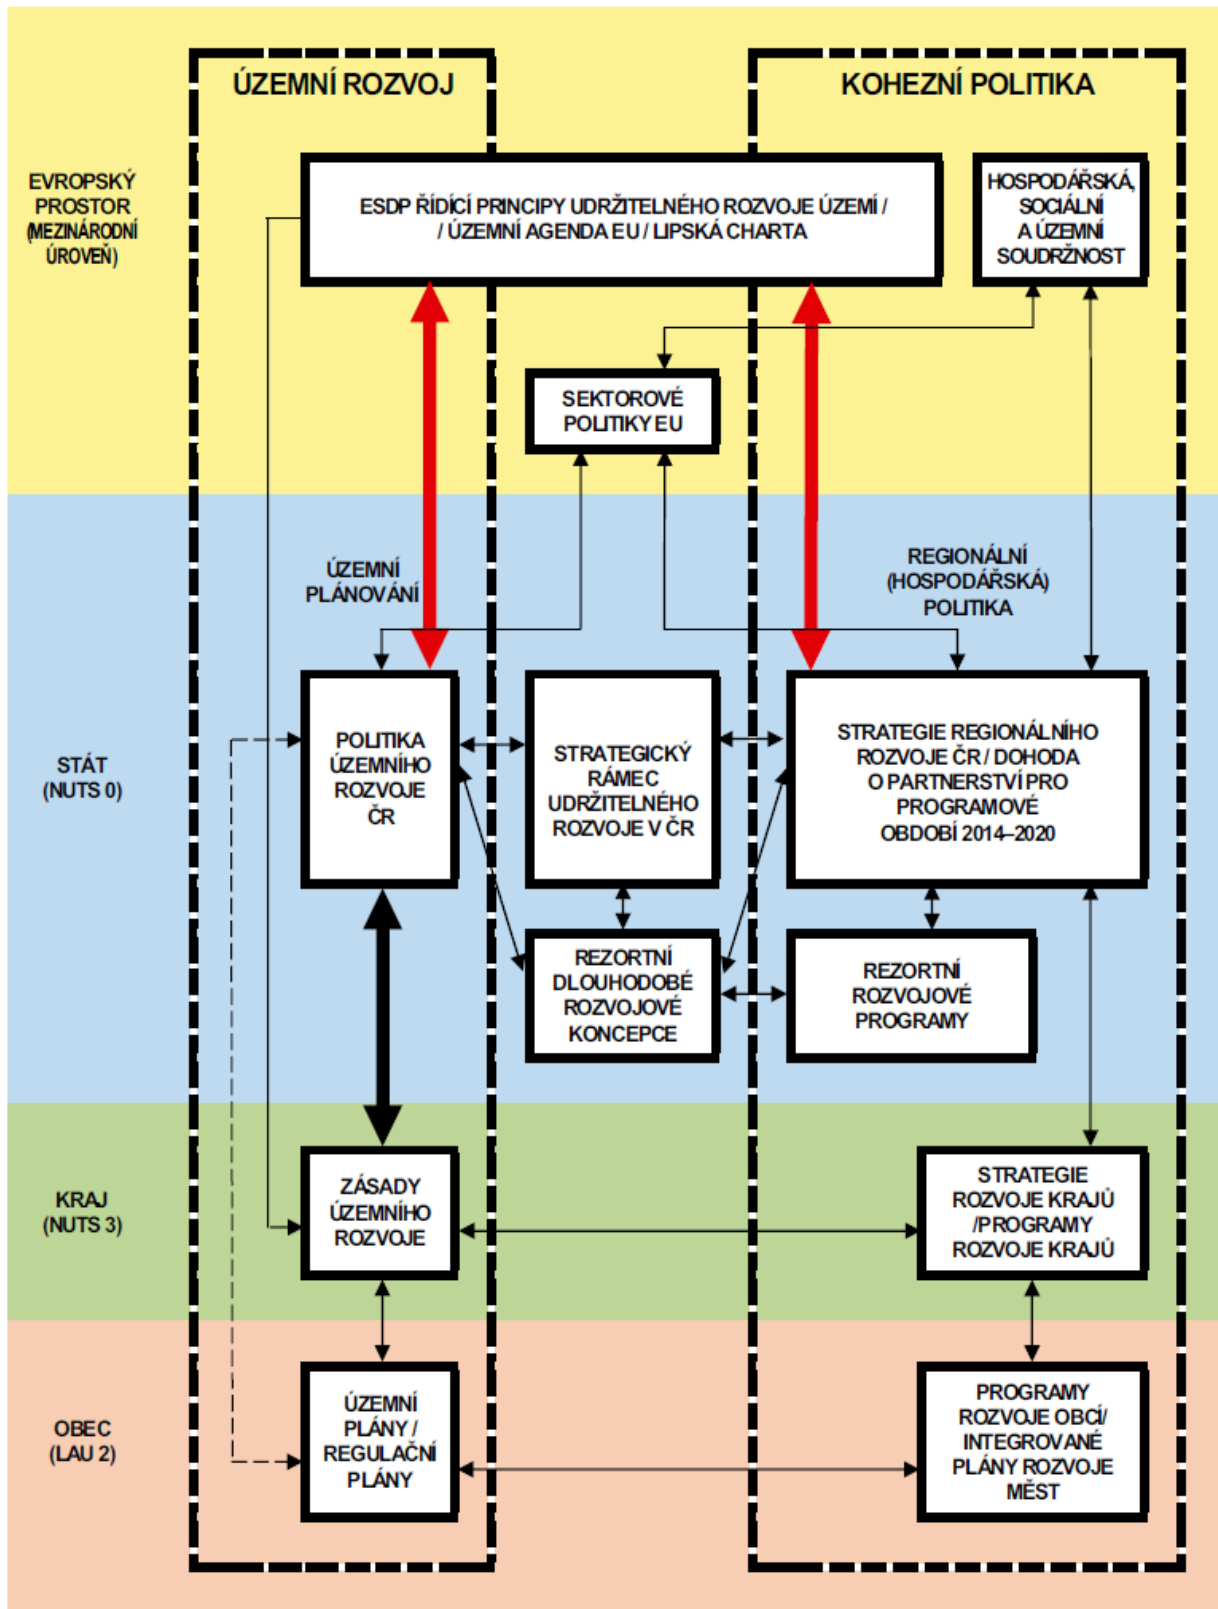 ÚZEMNÍ ROZVOJ
KOHEZNÍ POLITIKA
EVROPSKÝ
PROSTOR
(MEZINÁRODNÍ
ÚROVEŇ)
ESDP ŘÍDÍCÍ PRINCIPY UDRŽITELNÉHO ROZVOJE ÚZEMÍ /
/ ÚZEMNÍ AGENDA EU / LIPSKÁ CHARTA
HOSPODÁŘSKÁ,
SOCIÁLNÍ
A ÚZEMNÍ
SOUDRŽNOST
SEKTOROVÉ
POLITIKY EU
ÚZEMNÍ
PLÁNOVÁNÍ
REGIONÁLNÍ
(HOSPODÁŘSKÁ)
POLITIKA
STÁT
(NUTS 0)
POLITIKA
ÚZEMNÍHO
ROZVOJE
ČR
STRATEGICKÝ
RÁMEC
UDRŽITELNÉHO
ROZVOJE V ČR
STRATEGIE REGIONÁLNÍHO
ROZVOJE ČR / DOHODA
O PARTNERSTVÍ PRO
PROGRAMOVÉ
OBDOBÍ 2014–2020
REZORTNÍ
DLOUHODOBÉ
ROZVOJOVÉ
KONCEPCE
REZORTNÍ
ROZVOJOVÉ
PROGRAMY
KRAJ
(NUTS 3)
ZÁSADY
ÚZEMNÍHO
ROZVOJE
STRATEGIE
ROZVOJE KRAJŮ
/PROGRAMY
ROZVOJE KRAJŮ
OBEC
(LAU 2)
ÚZEMNÍ
PLÁNY /
REGULAČNÍ
PLÁNY
PROGRAMY
ROZVOJE OBCÍ/
INTEGROVANÉ
PLÁNY ROZVOJE
MĚST